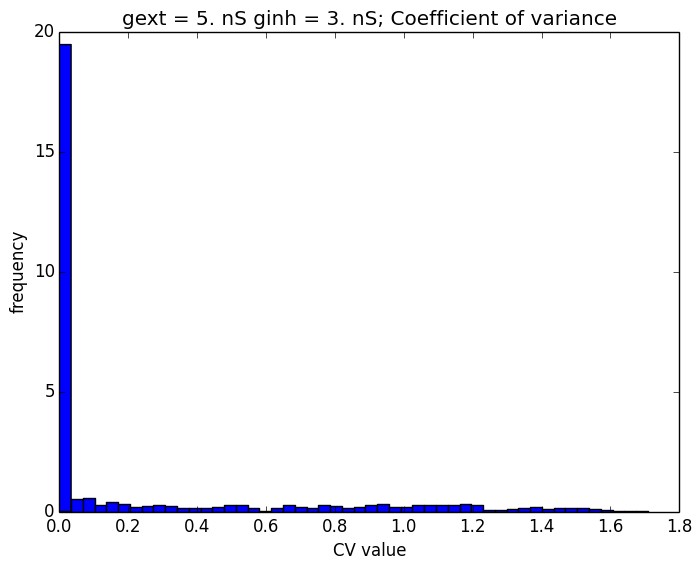 gext = 5. nS ginh = 3. nS; Coefficient of variance
20
15
10
5
0
frequency
0.0 0.2 0.4 0.6 0.8 1.0 1.2 1.4 1.6 1.8
CV value